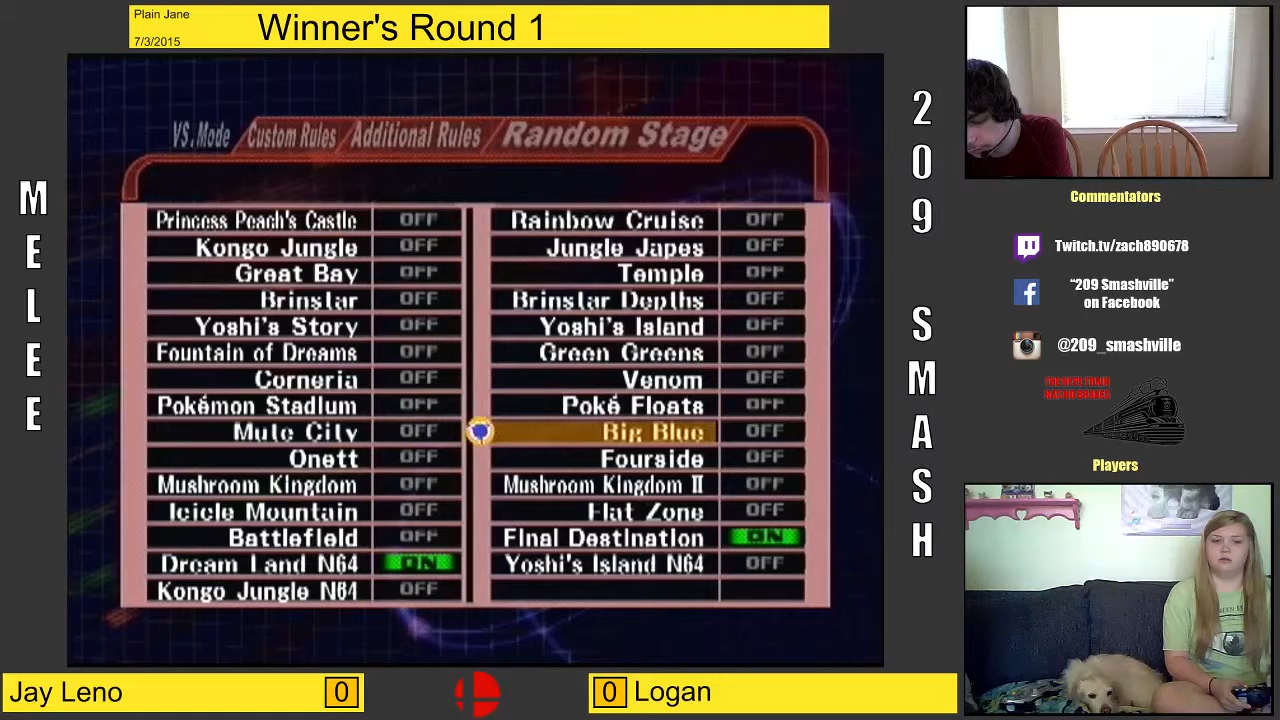 Plain Jane
7/3/2015
Winner's Round 1
MELEE
VS. Mode
Custom Rules
Additional Rules
Random Stage
Princess Peach's Castle OFF
Rainbow Cruise OFF
Kongo Jungle OFF
Jungle Japes OFF
Great Bay OFF
Temple OFF
Brinstar OFF
Brinstar Depths OFF
Yoshi's Story OFF
Yoshi's Island OFF
Fountain of Dreams OFF
Green Greens OFF
Corneria OFF
Venom OFF
Pokémon Stadium OFF
Poké Floats OFF
Mute City OFF
Big Blue OFF
Onett OFF
Fourside OFF
Mushroom Kingdom OFF
Mushroom Kingdom II OFF
Icicle Mountain OFF
Flat Zone OFF
Battlefield OFF
Final Destination ON
Dream Land N64 ON
Yoshi's Island N64 OFF
Kongo Jungle N64 OFF
209 SMASH
Commentators
Twitch.tv/zach890678
"209 Smashville"
on Facebook
@209_smashville
THE HYPE TRAIN
HAS NO BRAKES
Players
Jay Leno 0
0 Logan